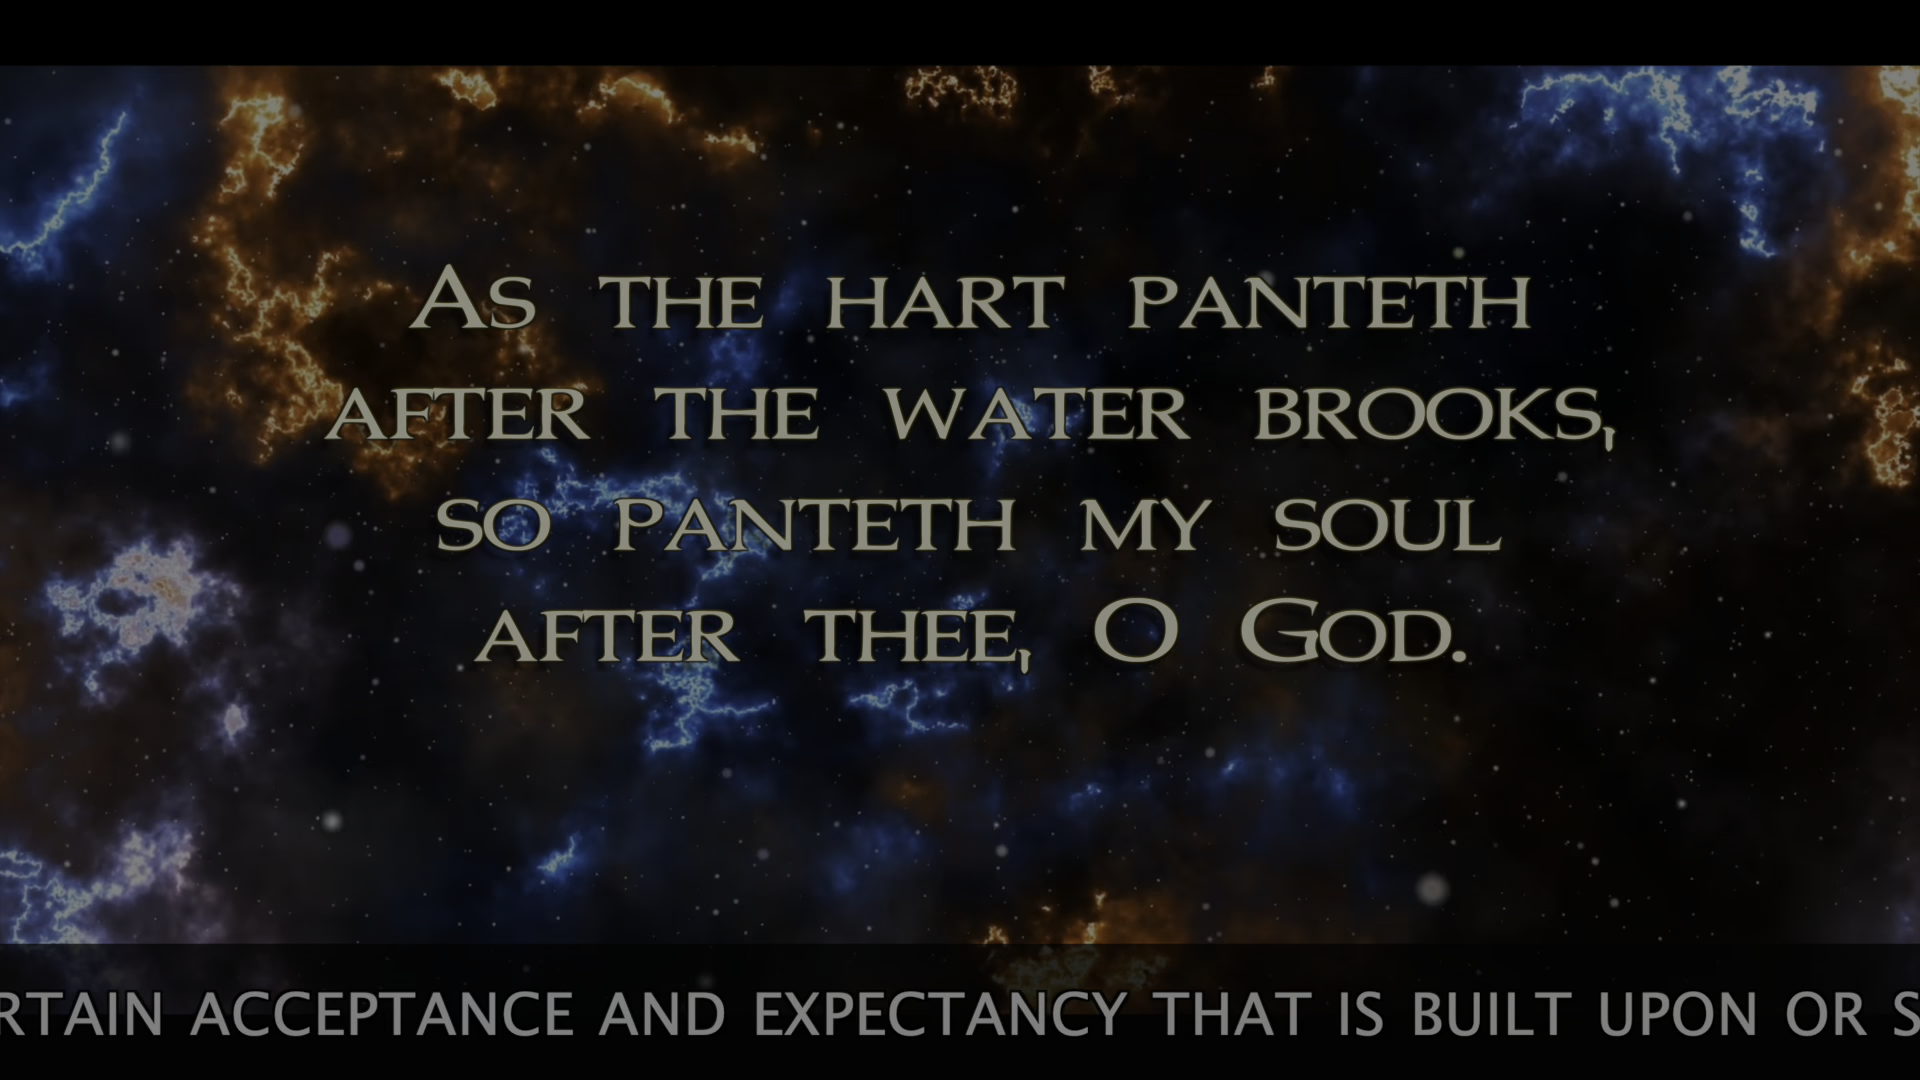 As the hart panteth
after the water brooks,
so panteth my soul
after thee, O God.
ACCEPTANCE AND EXPECTANCY THAT IS BUILT UPON OR